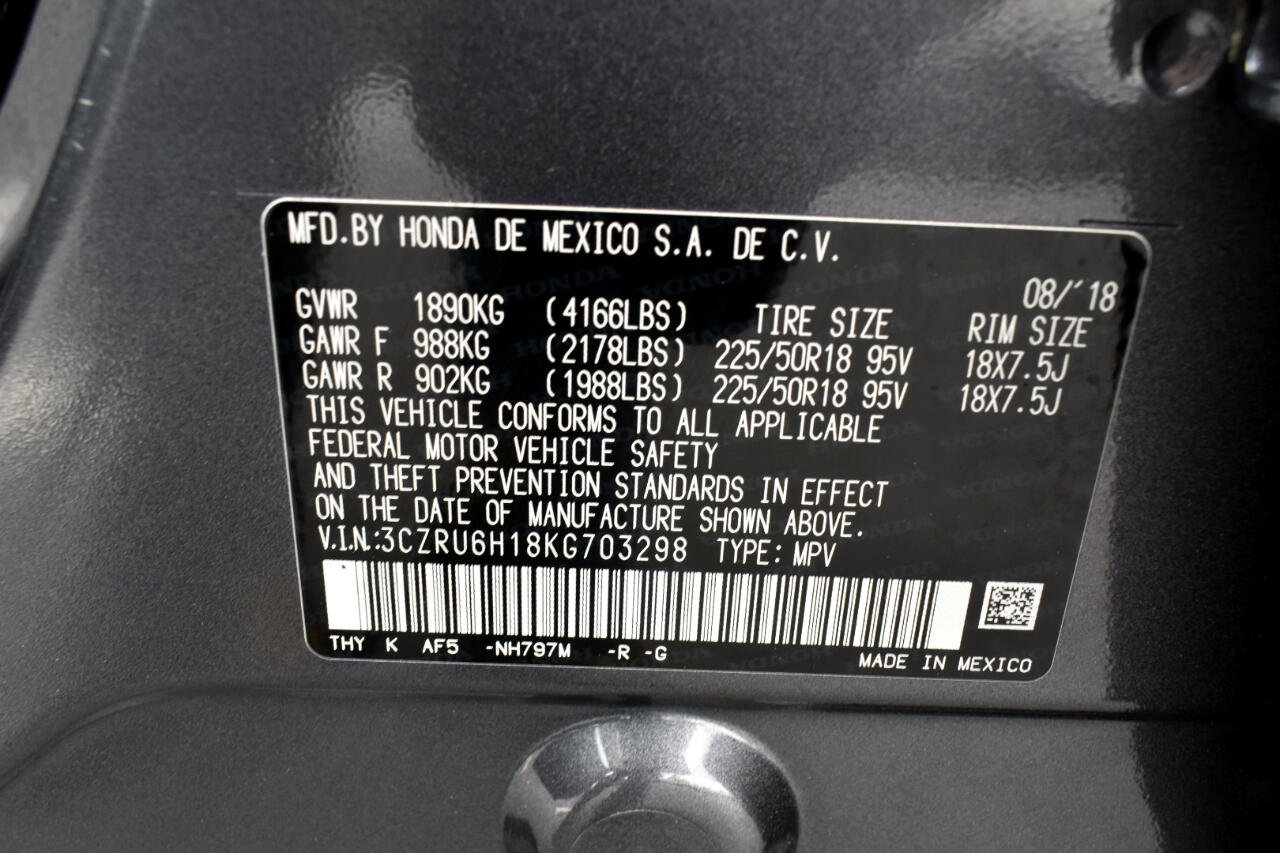 MFD.BY HONDA DE MEXICO S.A. DE C.V.
08/'18
GVWR 1890KG (4166LBS) TIRE SIZE RIM SIZE
GAWR F 988KG (2178LBS) 225/50R18 95V 18X7.5J
GAWR R 902KG (1988LBS) 225/50R18 95V 18X7.5J
THIS VEHICLE CONFORMS TO ALL APPLICABLE
FEDERAL MOTOR VEHICLE SAFETY
AND THEFT PREVENTION STANDARDS IN EFFECT
ON THE DATE OF MANUFACTURE SHOWN ABOVE.
V.I.N.:3CZRU6H18KG703298 TYPE: MPV
THY K AF5 -NH797M -R -G
MADE IN MEXICO